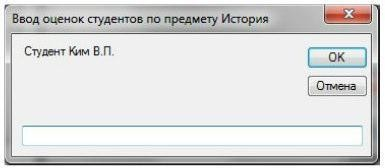 Ввод оценок студентов по предмету История
Студент Ким В.П.
OK
Отмена